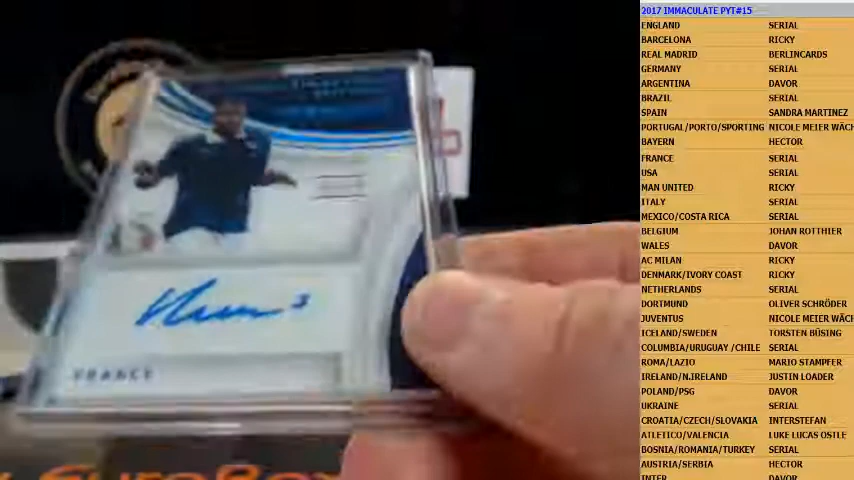 FRANCE
2017 IMMACULATE PYT#15
ENGLAND SERIAL
BARCELONA RICKY
REAL MADRID BERLINCARDS
GERMANY SERIAL
ARGENTINA DAVOR
BRAZIL SERIAL
SPAIN SANDRA MARTINEZ
PORTUGAL/PORTO/SPORTING NICOLE MEIER WÄCH
BAYERN HECTOR
FRANCE SERIAL
USA SERIAL
MAN UNITED RICKY
ITALY SERIAL
MEXICO/COSTA RICA SERIAL
BELGIUM JOHAN ROTTHIER
WALES DAVOR
AC MILAN RICKY
DENMARK/IVORY COAST RICKY
NETHERLANDS SERIAL
DORTMUND OLIVER SCHRÖDER
JUVENTUS NICOLE MEIER WÄCH
ICELAND/SWEDEN TORSTEN BÜSING
COLUMBIA/URUGUAY /CHILE SERIAL
ROMA/LAZIO MARIO STAMPFER
IRELAND/N.IRELAND JUSTIN LOADER
POLAND/PSG DAVOR
UKRAINE SERIAL
CROATIA/CZECH/SLOVAKIA INTERSTEFAN
ATLETICO/VALENCIA LUKE LUCAS OSTLE
BOSNIA/ROMANIA/TURKEY SERIAL
AUSTRIA/SERBIA HECTOR
INTER DAVOR